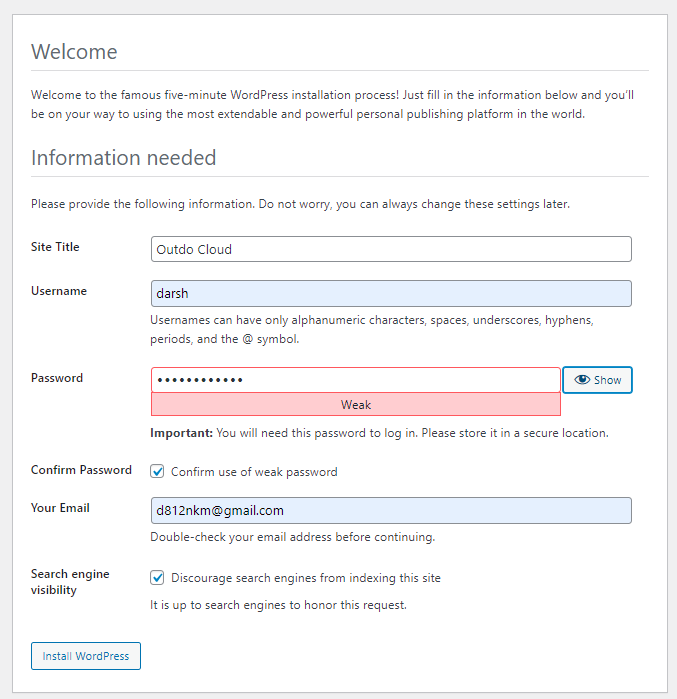 Welcome
Welcome to the famous five-minute WordPress installation process! Just fill in the information below and you'll
be on your way to using the most extendable and powerful personal publishing platform in the world.
Information needed
Please provide the following information. Do not worry, you can always change these settings later.
Site Title
Outdo Cloud
Username
darsh
Usernames can have only alphanumeric characters, spaces, underscores, hyphens,
periods, and the @ symbol.
Password
••••••••••••
Show
Weak
Important: You will need this password to log in. Please store it in a secure location.
Confirm Password
Confirm use of weak password
Your Email
d812nkm@gmail.com
Double-check your email address before continuing.
Search engine
visibility
Discourage search engines from indexing this site
It is up to search engines to honor this request.
Install WordPress